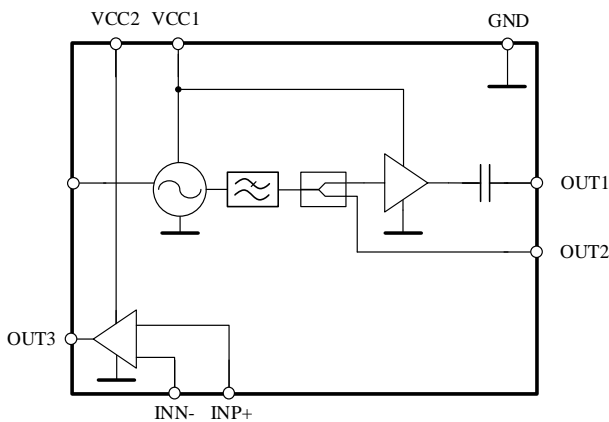 VCC2 VCC1 GND
OUT1
OUT2
OUT3
INN- INP+